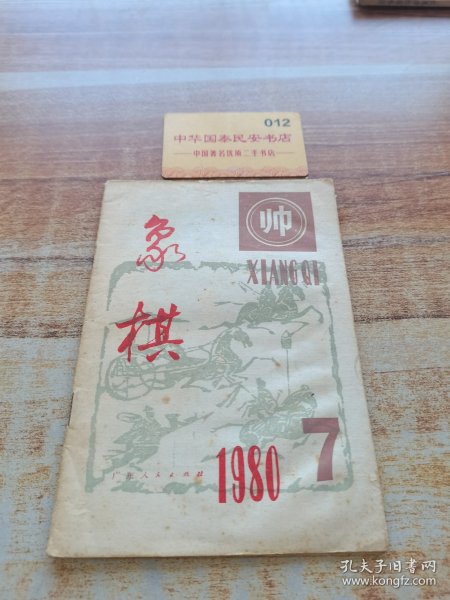 012
中华国泰民安书店
中国著名优质二手书店
帅
象棋
XIANGQI
7
1980
广东人民出版社
孔夫子旧书网
www.kongfz.com